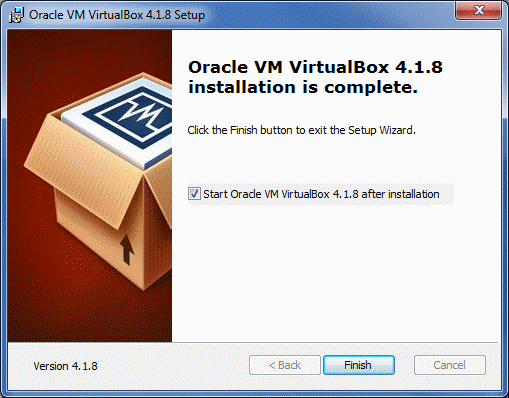 Oracle VM VirtualBox 4.1.8 Setup
Oracle VM VirtualBox 4.1.8
installation is complete.
Click the Finish button to exit the Setup Wizard.
Start Oracle VM VirtualBox 4.1.8 after installation
Version 4.1.8
< Back
Finish
Cancel